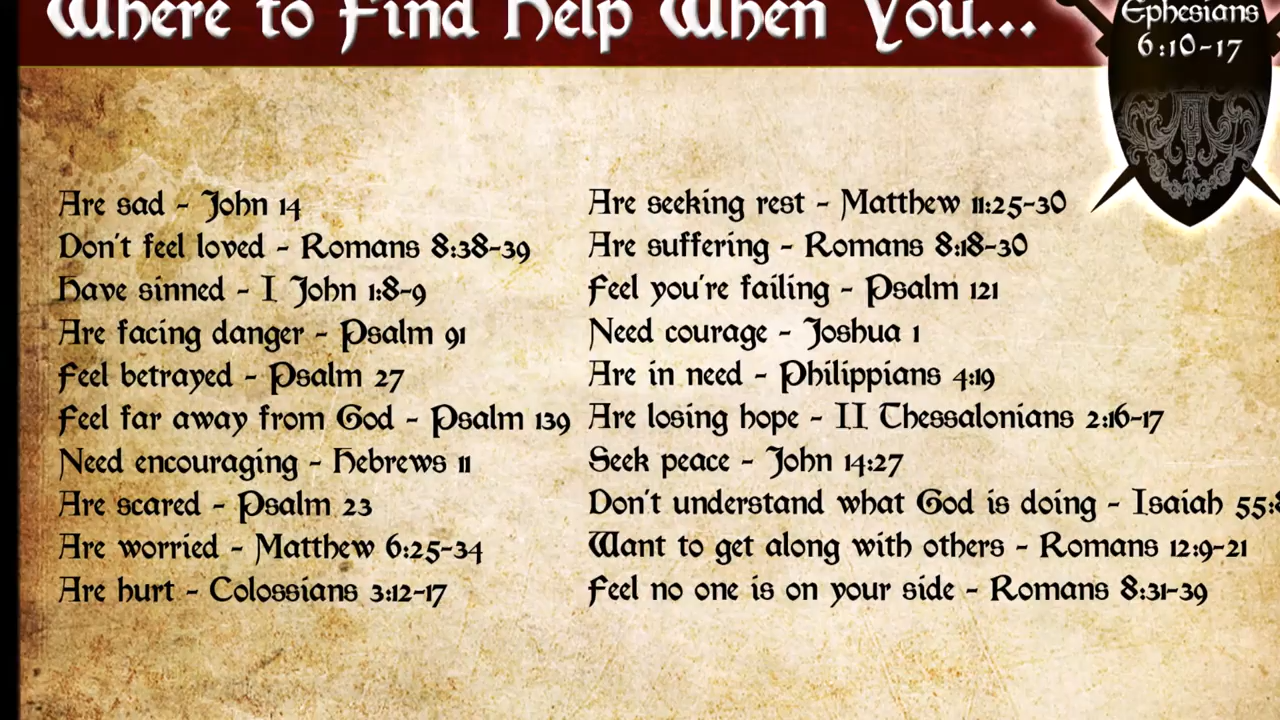 Where to Find Help When You...
Ephesians
6:10-17
Are sad - John 14
Don't feel loved - Romans 8:38-39
Have sinned - I John 1:8-9
Are facing danger - Psalm 91
Feel betrayed - Psalm 27
Feel far away from God - Psalm 139
Need encouraging - Hebrews 11
Are scared - Psalm 23
Are worried - Matthew 6:25-34
Are hurt - Colossians 3:12-17
Are seeking rest - Matthew 11:25-30
Are suffering - Romans 8:18-30
Feel you're failing - Psalm 121
Need courage - Joshua 1
Are in need - Philippians 4:19
Are losing hope - II Thessalonians 2:16-17
Seek peace - John 14:27
Don't understand what God is doing - Isaiah 55:
Want to get along with others - Romans 12:9-21
Feel no one is on your side - Romans 8:31-39